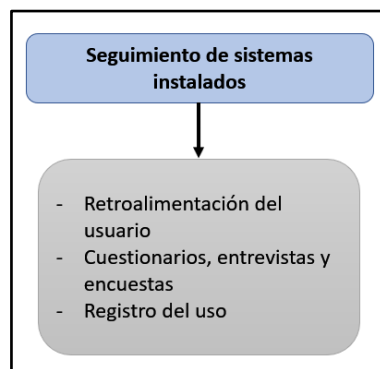 Seguimiento de sistemas
instalados
- Retroalimentación del
usuario
- Cuestionarios, entrevistas y
encuestas
- Registro del uso